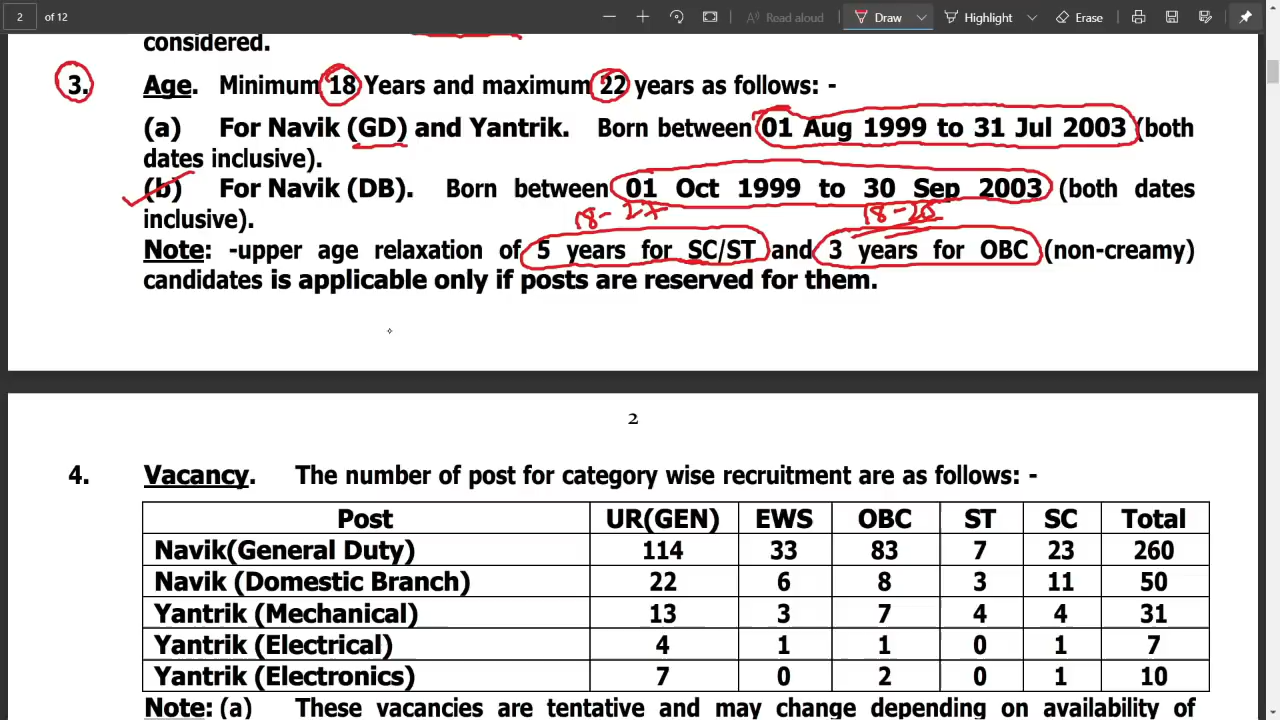 2 of 12
Read aloud Draw Highlight Erase
considered.
3. Age. Minimum 18 Years and maximum 22 years as follows: -
(a) For Navik (GD) and Yantrik. Born between 01 Aug 1999 to 31 Jul 2003 (both
dates inclusive).
(b) For Navik (DB). Born between 01 Oct 1999 to 30 Sep 2003 (both dates
inclusive).
18-27
Note: -upper age relaxation of 5 years for SC/ST and 3 years for OBC (non-creamy)
candidates is applicable only if posts are reserved for them.
2
4. Vacancy. The number of post for category wise recruitment are as follows: -
Post UR(GEN) EWS OBC ST SC Total
Navik(General Duty) 114 33 83 7 23 260
Navik (Domestic Branch) 22 6 8 3 11 50
Yantrik (Mechanical) 13 3 7 4 4 31
Yantrik (Electrical) 4 1 1 0 1 7
Yantrik (Electronics) 7 0 2 0 1 10
Note: (a) These vacancies are tentative and may change depending on availability of